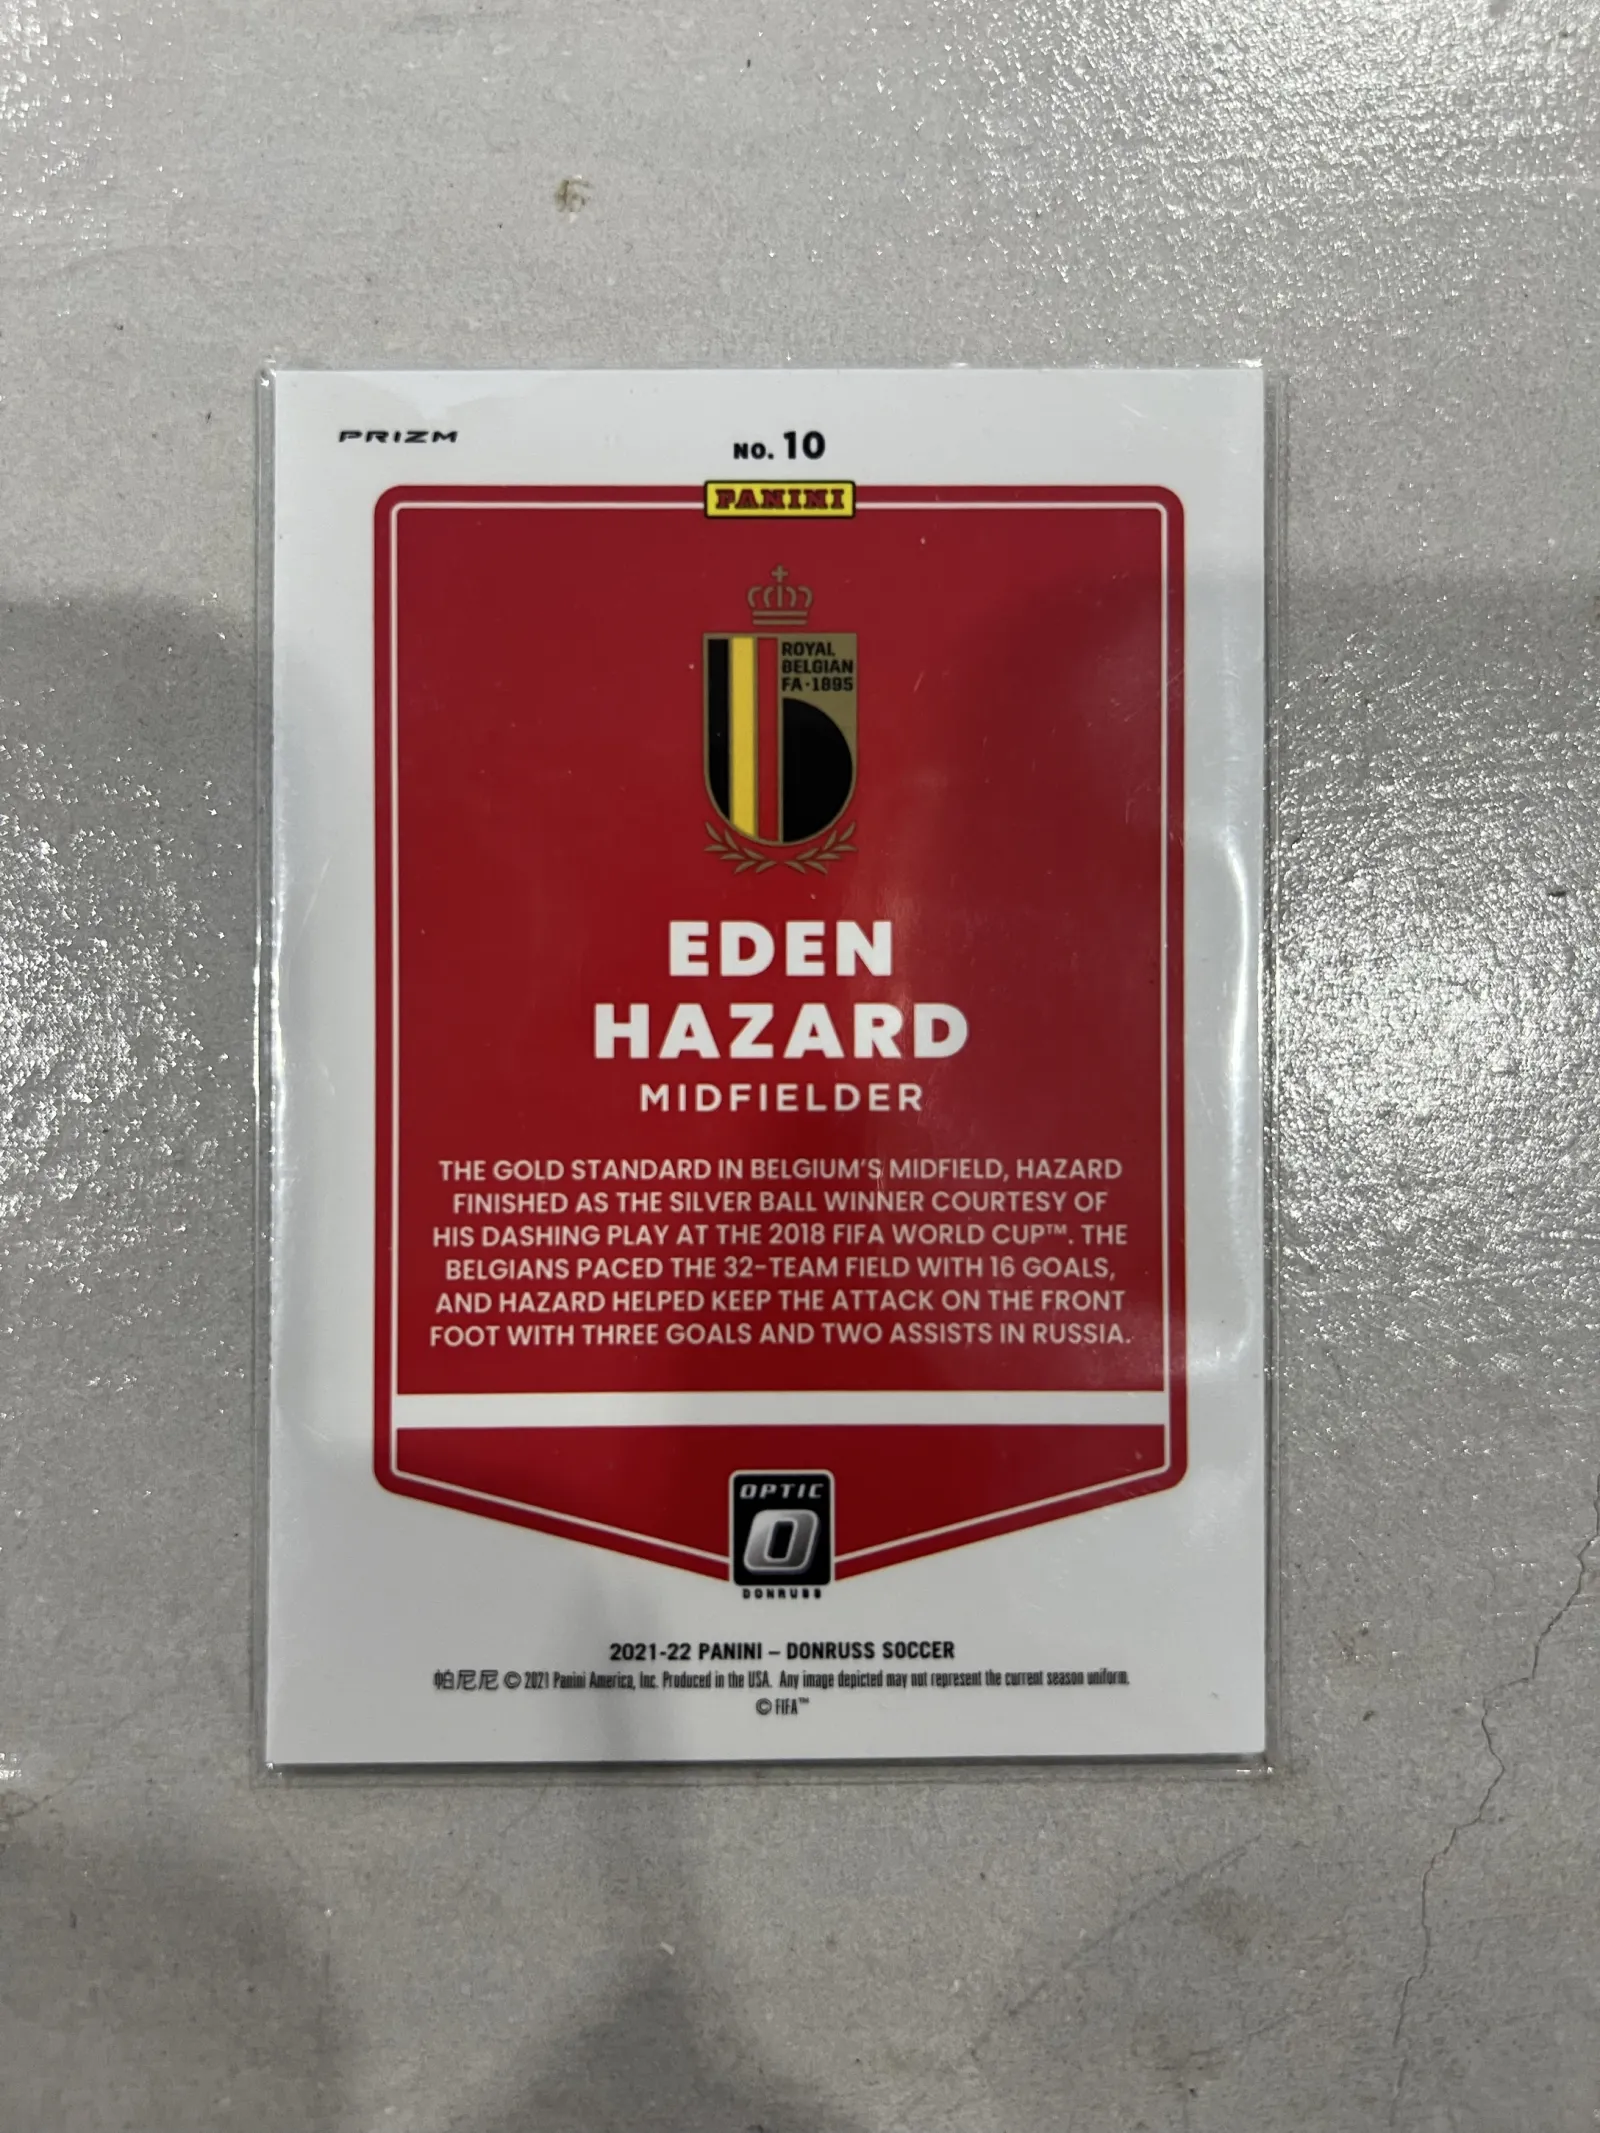 PRIZM
NO. 10
PANINI
ROYAL
BELGIAN
FA·1895
EDEN
HAZARD
MIDFIELDER
THE GOLD STANDARD IN BELGIUM'S MIDFIELD, HAZARD
FINISHED AS THE SILVER BALL WINNER COURTESY OF
HIS DASHING PLAY AT THE 2018 FIFA WORLD CUP™. THE
BELGIANS PACED THE 32-TEAM FIELD WITH 16 GOALS,
AND HAZARD HELPED KEEP THE ATTACK ON THE FRONT
FOOT WITH THREE GOALS AND TWO ASSISTS IN RUSSIA.
OPTIC
O
DONRUSS
2021-22 PANINI – DONRUSS SOCCER
帕尼尼 © 2021 Panini America, Inc. Produced in the USA. Any image depicted may not represent the current season uniform.
© FIFA™